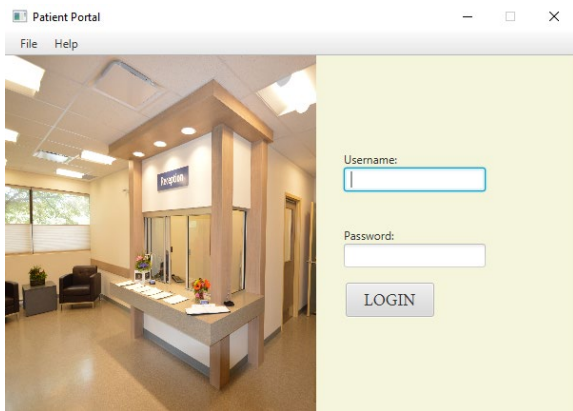 Patient Portal
File Help
Reception
Username:
Password:
LOGIN